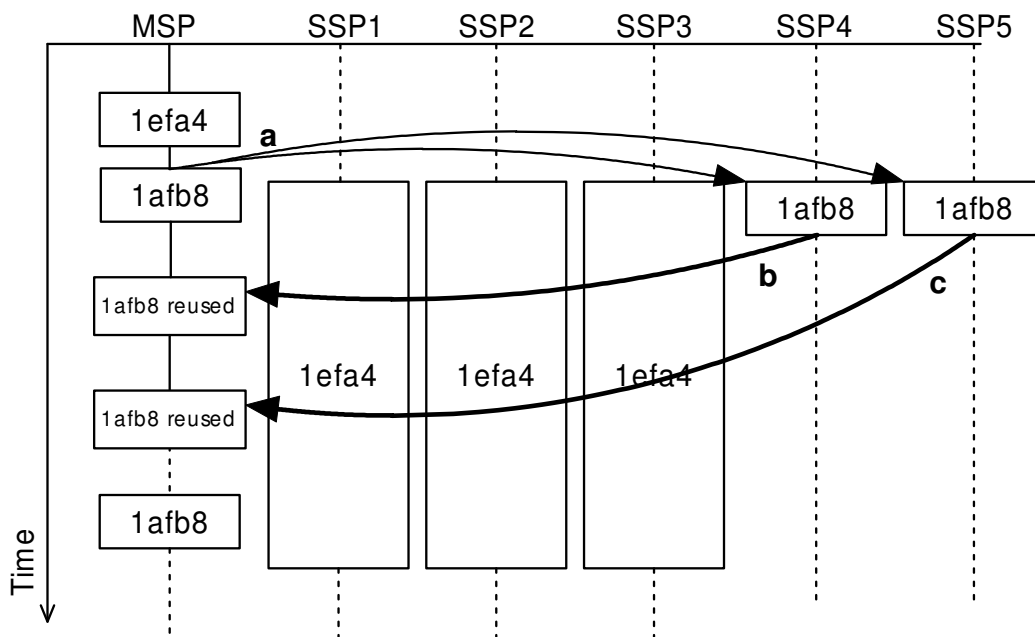 MSP SSP1 SSP2 SSP3 SSP4 SSP5
1efa4
a
1afb8 1afb8 1afb8
b c
1afb8 reused
1efa4 1efa4 1efa4
1afb8 reused
1afb8
Time